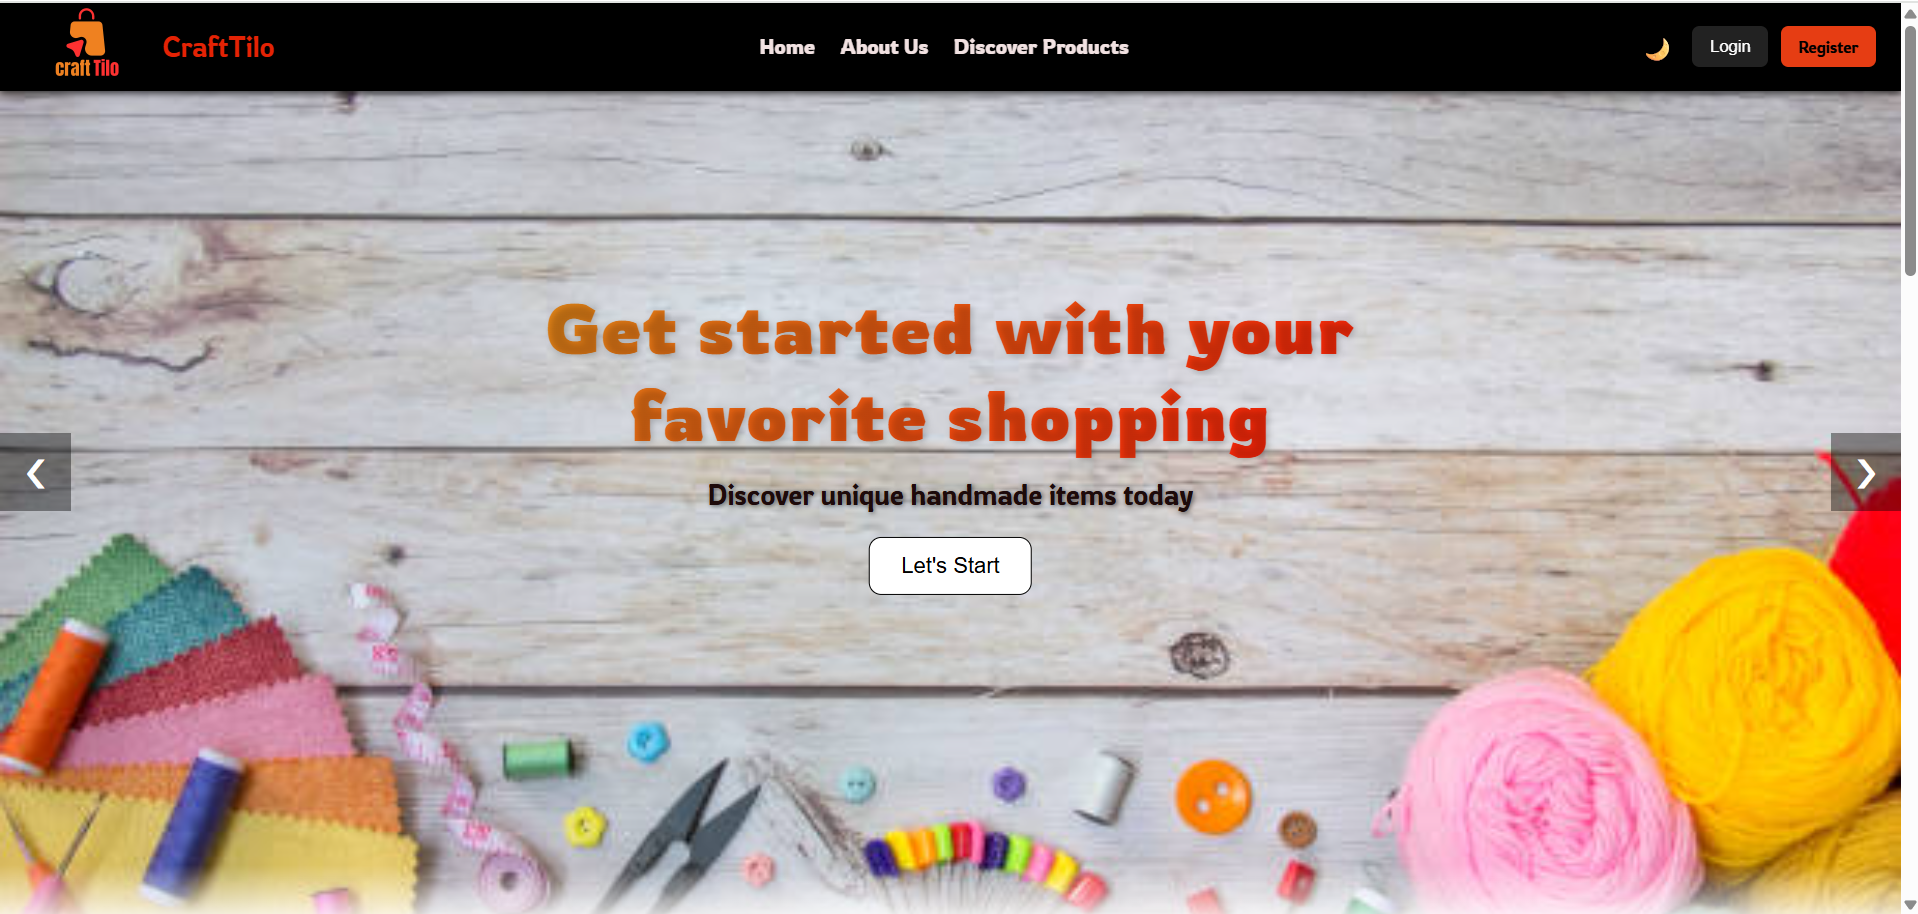 craft Tilo
CraftTilo
Home About Us Discover Products
Login
Register
Get started with your
favorite shopping
Discover unique handmade items today
Let's Start